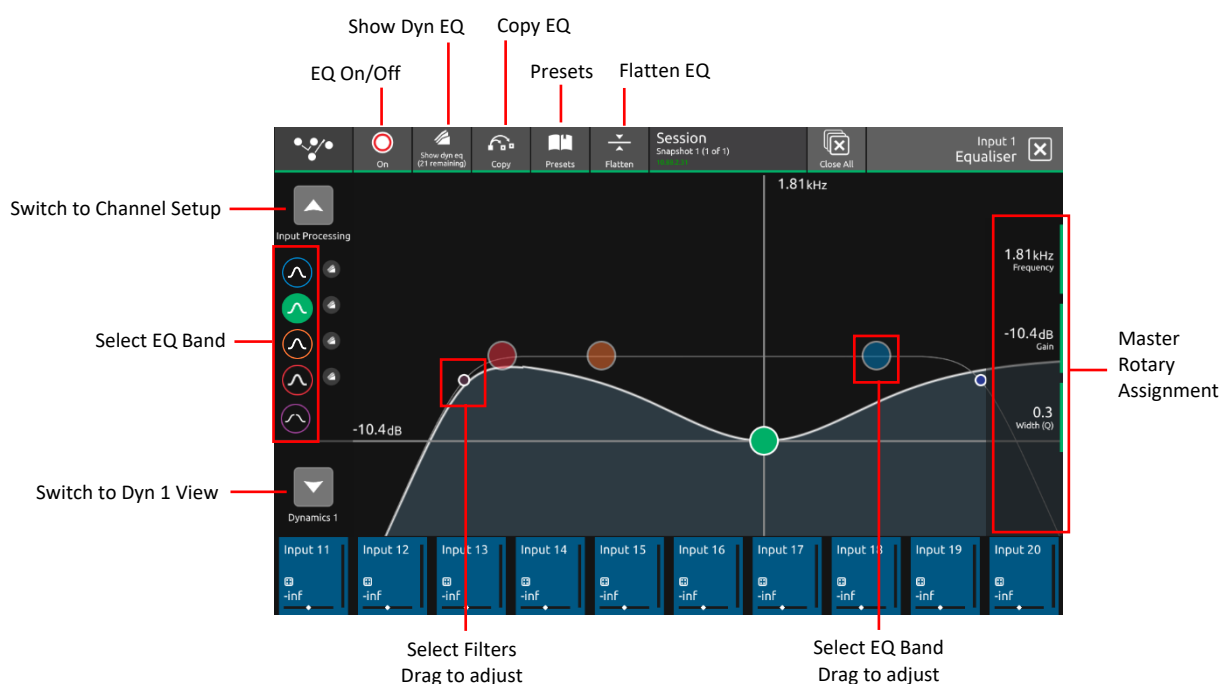 Show Dyn EQ
Copy EQ
EQ On/Off
Presets
Flatten EQ
On
Show dyn eq
(21 remaining)
Copy
Presets
Flatten
Session
Snapshot 1 (1 of 1)
Close All
Input 1
Equaliser
1.81kHz
Switch to Channel Setup
Input Processing
1.81kHz
Frequency
Select EQ Band
-10.4dB
Gain
Master
Rotary
Assignment
-10.4dB
0.3
Width (Q)
Switch to Dyn 1 View
Dynamics 1
Input 11
-inf
Input 12
-inf
Input 13
-inf
Input 14
-inf
Input 15
-inf
Input 16
-inf
Input 17
-inf
Input 18
-inf
Input 19
-inf
Input 20
-inf
Select Filters
Drag to adjust
Select EQ Band
Drag to adjust